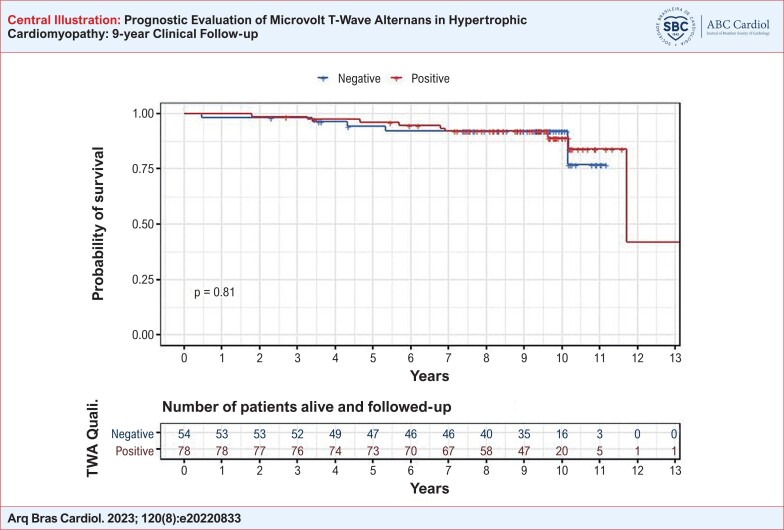 Central Illustration: Prognostic Evaluation of Microvolt T-Wave Alternans in Hypertrophic
Cardiomyopathy: 9-year Clinical Follow-up
SOCIEDADE BRASILEIRA DE CARDIOLOGIA
SBC
ABC Cardiol
Journal of Brazilian Society of Cardiology
Negative Positive
Probability of survival
1.00
0.75
0.50
0.25
0.00
p = 0.81
0 1 2 3 4 5 6 7 8 9 10 11 12 13
Years
Number of patients alive and followed-up
TWA Quali.
Negative 54 53 53 52 49 47 46 46 40 35 16 3 0 0
Positive 78 78 77 76 74 73 70 67 58 47 20 5 1 1
0 1 2 3 4 5 6 7 8 9 10 11 12 13
Years
Arq Bras Cardiol. 2023; 120(8):e20220833